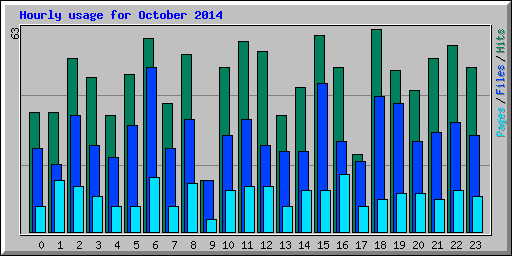 Hourly usage for October 2014
63
Pages/Files/Hits
0 1 2 3 4 5 6 7 8 9 10 11 12 13 14 15 16 17 18 19 20 21 22 23